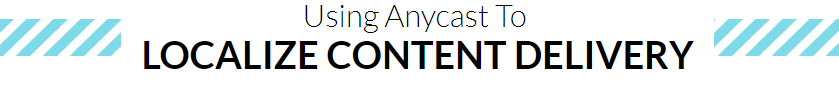 Using Anycast To
LOCALIZE CONTENT DELIVERY